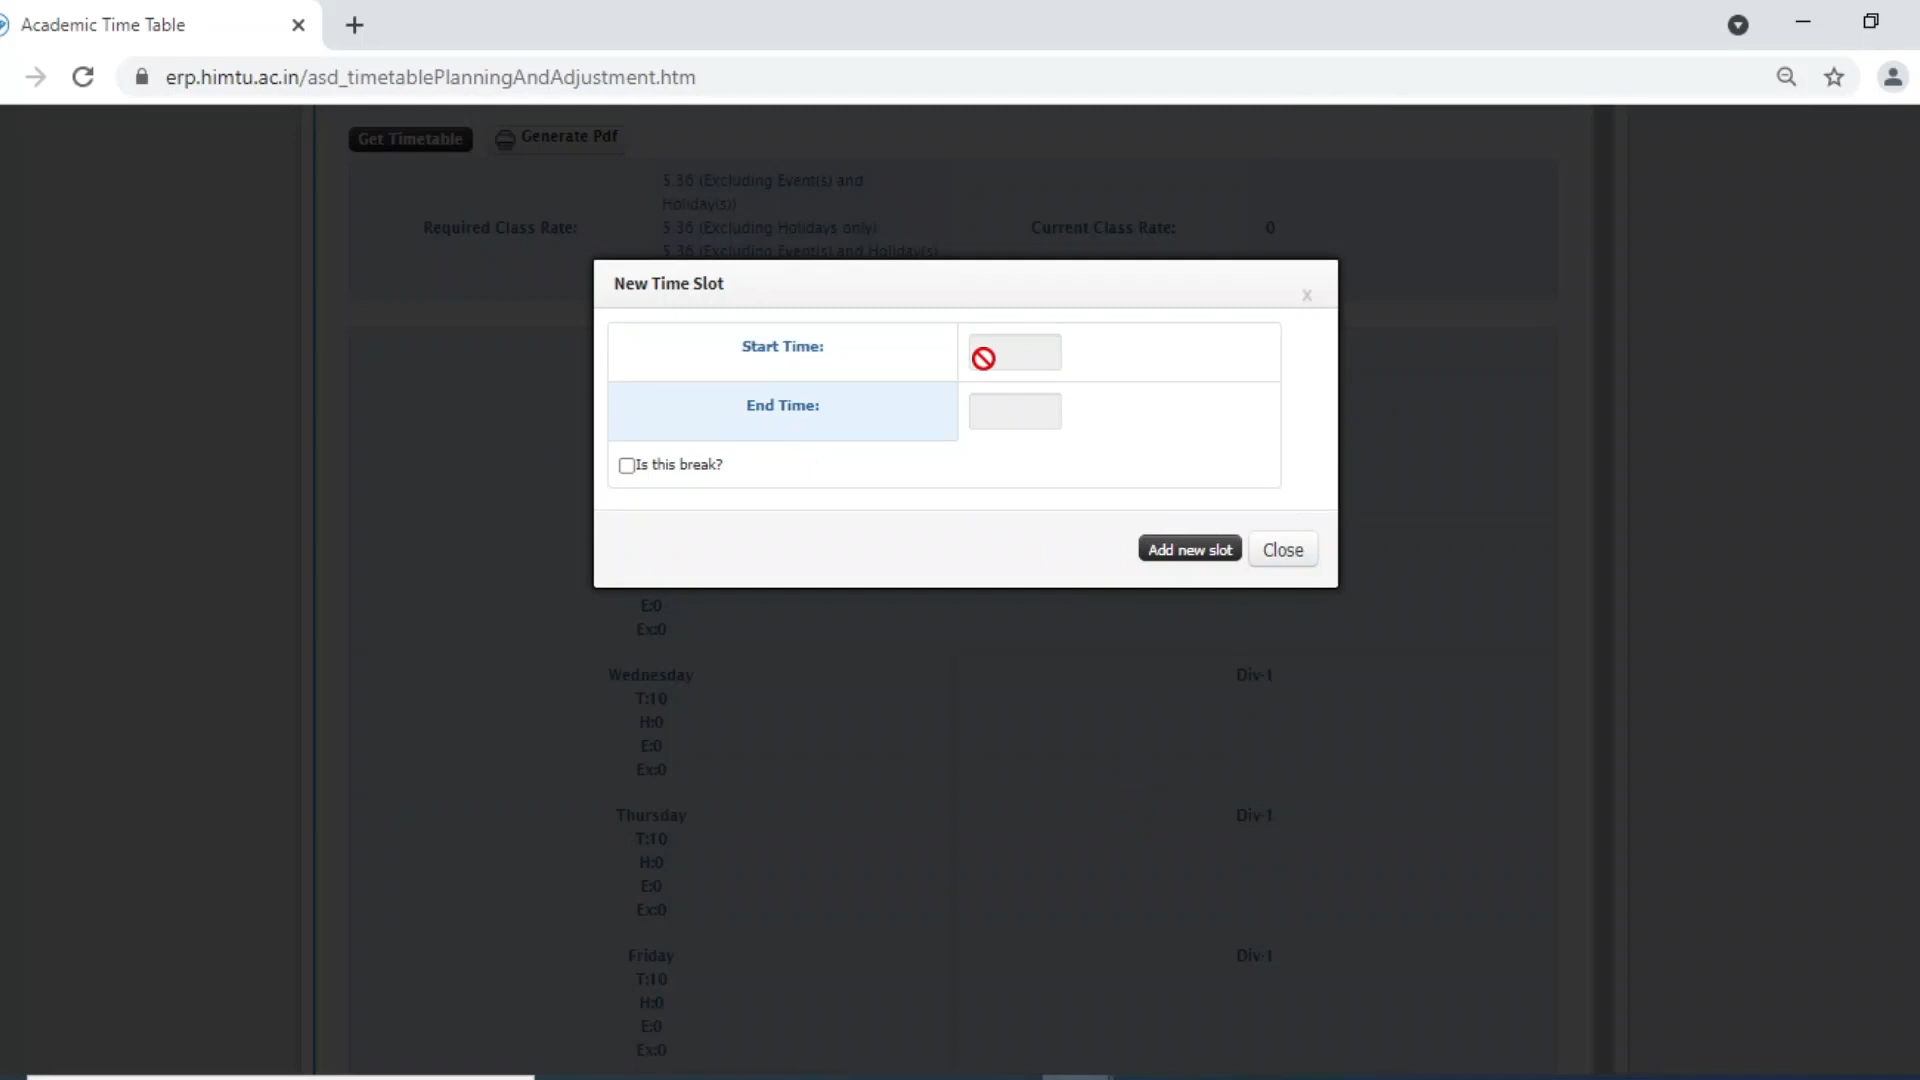 Academic Time Table
erp.himtu.ac.in/asd_timetablePlanningAndAdjustment.htm
Get Timetable
Generate Pdf
5.36 (Excluding Event(s) and
Holiday(s))
Required Class Rate:
5.36 (Excluding Holidays only)
Current Class Rate:
0
5.36 (Excluding Event(s) and Holiday(s)
New Time Slot
x
Start Time:
End Time:
Is this break?
Add new slot
Close
E:0
Ex:0
Wednesday
Div-1
T:10
H:0
E:0
Ex:0
Thursday
Div-1
T:10
H:0
E:0
Ex:0
Friday
Div-1
T:10
H:0
E:0
Ex:0